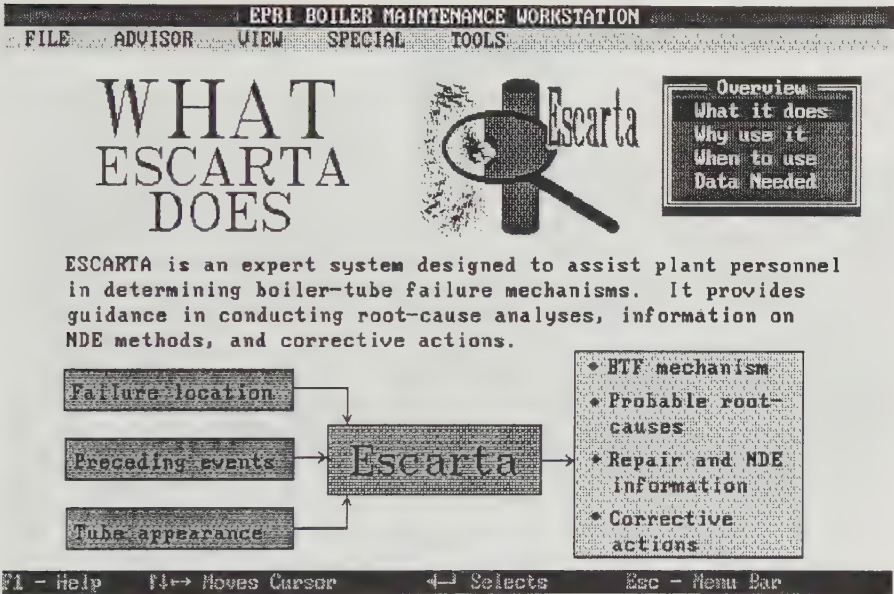 EPRI BOILER MAINTENANCE WORKSTATION
FILE ADVISOR VIEW SPECIAL TOOLS
WHAT
ESCARTA
DOES
Escarta
Overview
What it does
Why use it
When to use
Data Needed
ESCARTA is an expert system designed to assist plant personnel
in determining boiler-tube failure mechanisms. It provides
guidance in conducting root-cause analyses, information on
NDE methods, and corrective actions.
Failure location
Preceding events
Tube appearance
Escarta
• BTF mechanism
• Probable root-
causes
• Repair and NDE
information
• Corrective
actions
F1 - Help ↑↓←→ Moves Cursor ↵ Selects Esc - Menu Bar